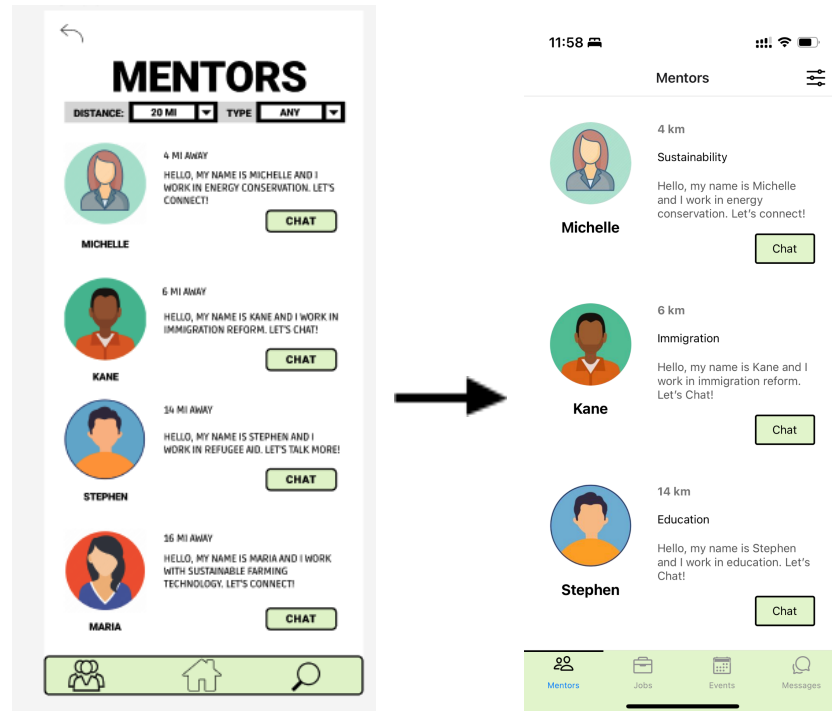 MENTORS
DISTANCE: 20 MI TYPE ANY
4 MI AWAY
HELLO, MY NAME IS MICHELLE AND I
WORK IN ENERGY CONSERVATION. LET'S
CONNECT!
CHAT
MICHELLE
6 MI AWAY
HELLO, MY NAME IS KANE AND I WORK IN
IMMIGRATION REFORM. LET'S CHAT!
CHAT
KANE
14 MI AWAY
HELLO, MY NAME IS STEPHEN AND I
WORK IN REFUGEE AID. LET'S TALK MORE!
CHAT
STEPHEN
16 MI AWAY
HELLO, MY NAME IS MARIA AND I WORK
WITH SUSTAINABLE FARMING
TECHNOLOGY. LET'S CONNECT!
CHAT
MARIA
11:58
Mentors
4 km
Sustainability
Hello, my name is Michelle
and I work in energy
conservation. Let's connect!
Michelle
Chat
6 km
Immigration
Hello, my name is Kane and I
work in immigration reform.
Let's Chat!
Kane
Chat
14 km
Education
Hello, my name is Stephen
and I work in education. Let's
Chat!
Stephen
Chat
Mentors Jobs Events Messages